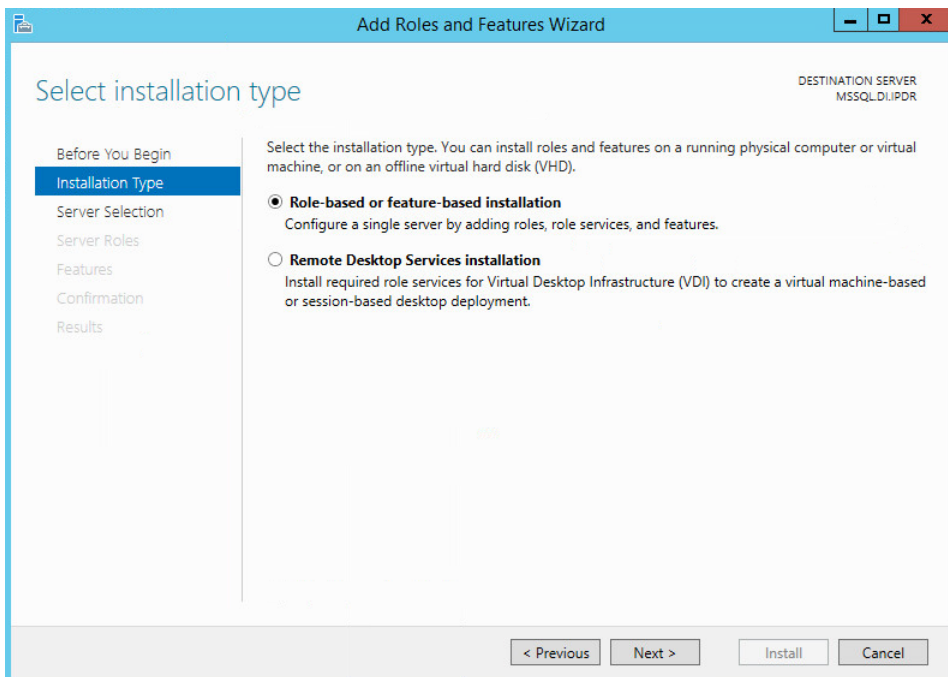 Add Roles and Features Wizard
Select installation type
DESTINATION SERVER
MSSQL.DI.IPDR
Before You Begin
Installation Type
Server Selection
Server Roles
Features
Confirmation
Results
Select the installation type. You can install roles and features on a running physical computer or virtual
machine, or on an offline virtual hard disk (VHD).
Role-based or feature-based installation
Configure a single server by adding roles, role services, and features.
Remote Desktop Services installation
Install required role services for Virtual Desktop Infrastructure (VDI) to create a virtual machine-based
or session-based desktop deployment.
< Previous
Next >
Install
Cancel